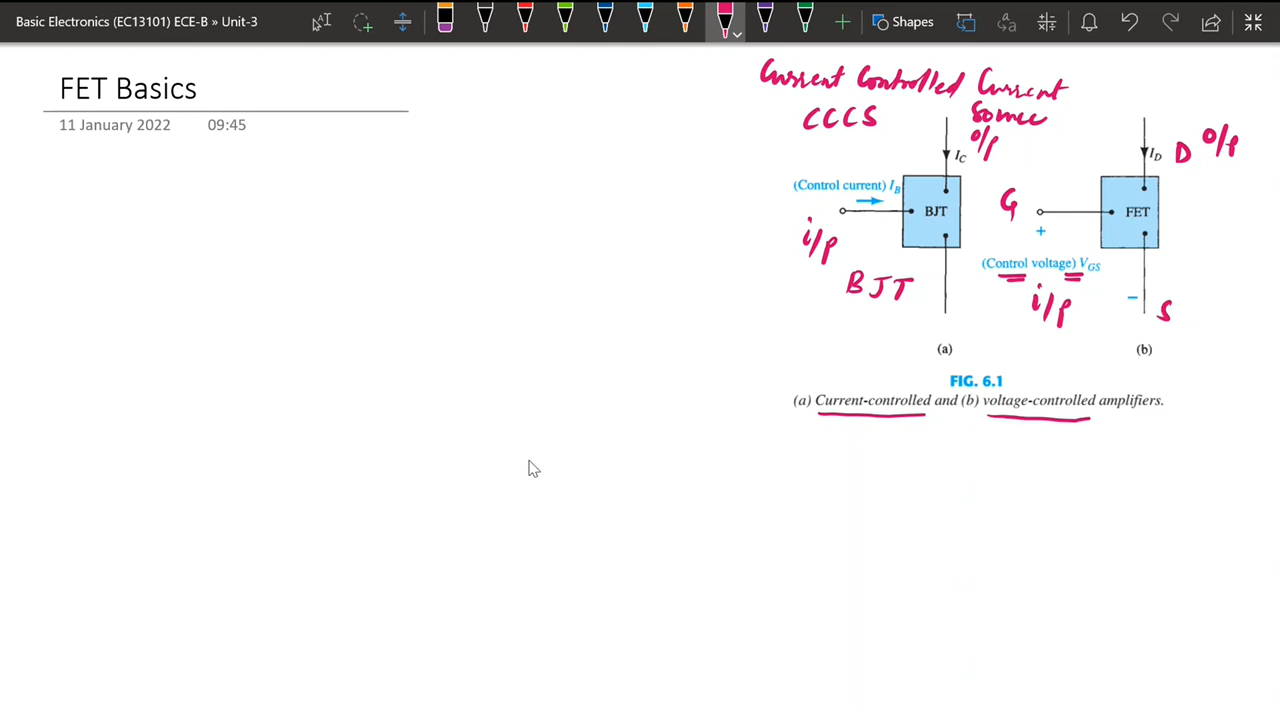 Basic Electronics (EC13101) ECE-B » Unit-3
Shapes
FET Basics
11 January 2022 09:45
Current Controlled Current
CCCS Source
o/p
IC
(Control current) IB
BJT
i/p
BJT
ID
D o/p
G
FET
+
(Control voltage) VGS
i/p
−
S
(a) (b)
FIG. 6.1
(a) Current-controlled and (b) voltage-controlled amplifiers.